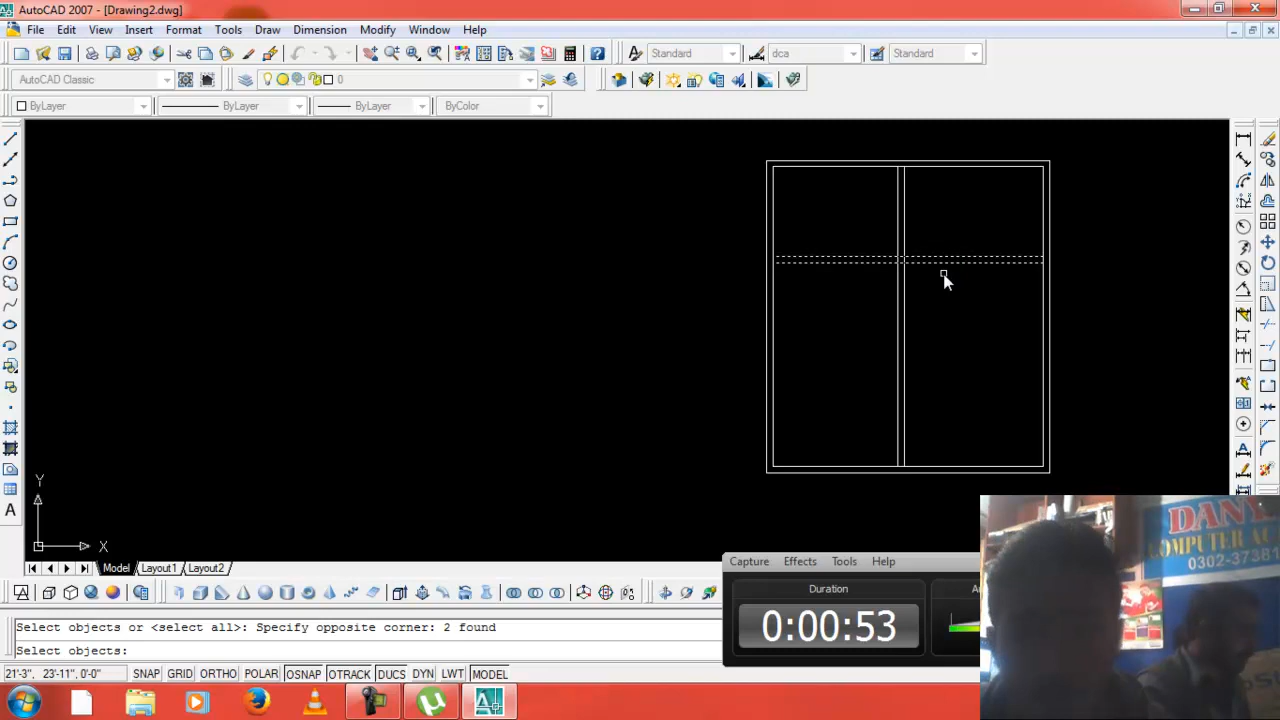 AutoCAD 2007 - [Drawing2.dwg]
File Edit View Insert Format Tools Draw Dimension Modify Window Help
Standard dca Standard
AutoCAD Classic 0
ByLayer ByLayer ByLayer ByColor
Y
X
A
Model Layout1 Layout2
Capture Effects Tools Help
Duration
0:00:53
DANY
COMPUTER AC
0302-37381
Select objects or <select all>: Specify opposite corner: 2 found
Select objects:
21'-3", 23'-11", 0'-0" SNAP GRID ORTHO POLAR OSNAP OTRACK DUCS DYN LWT MODEL